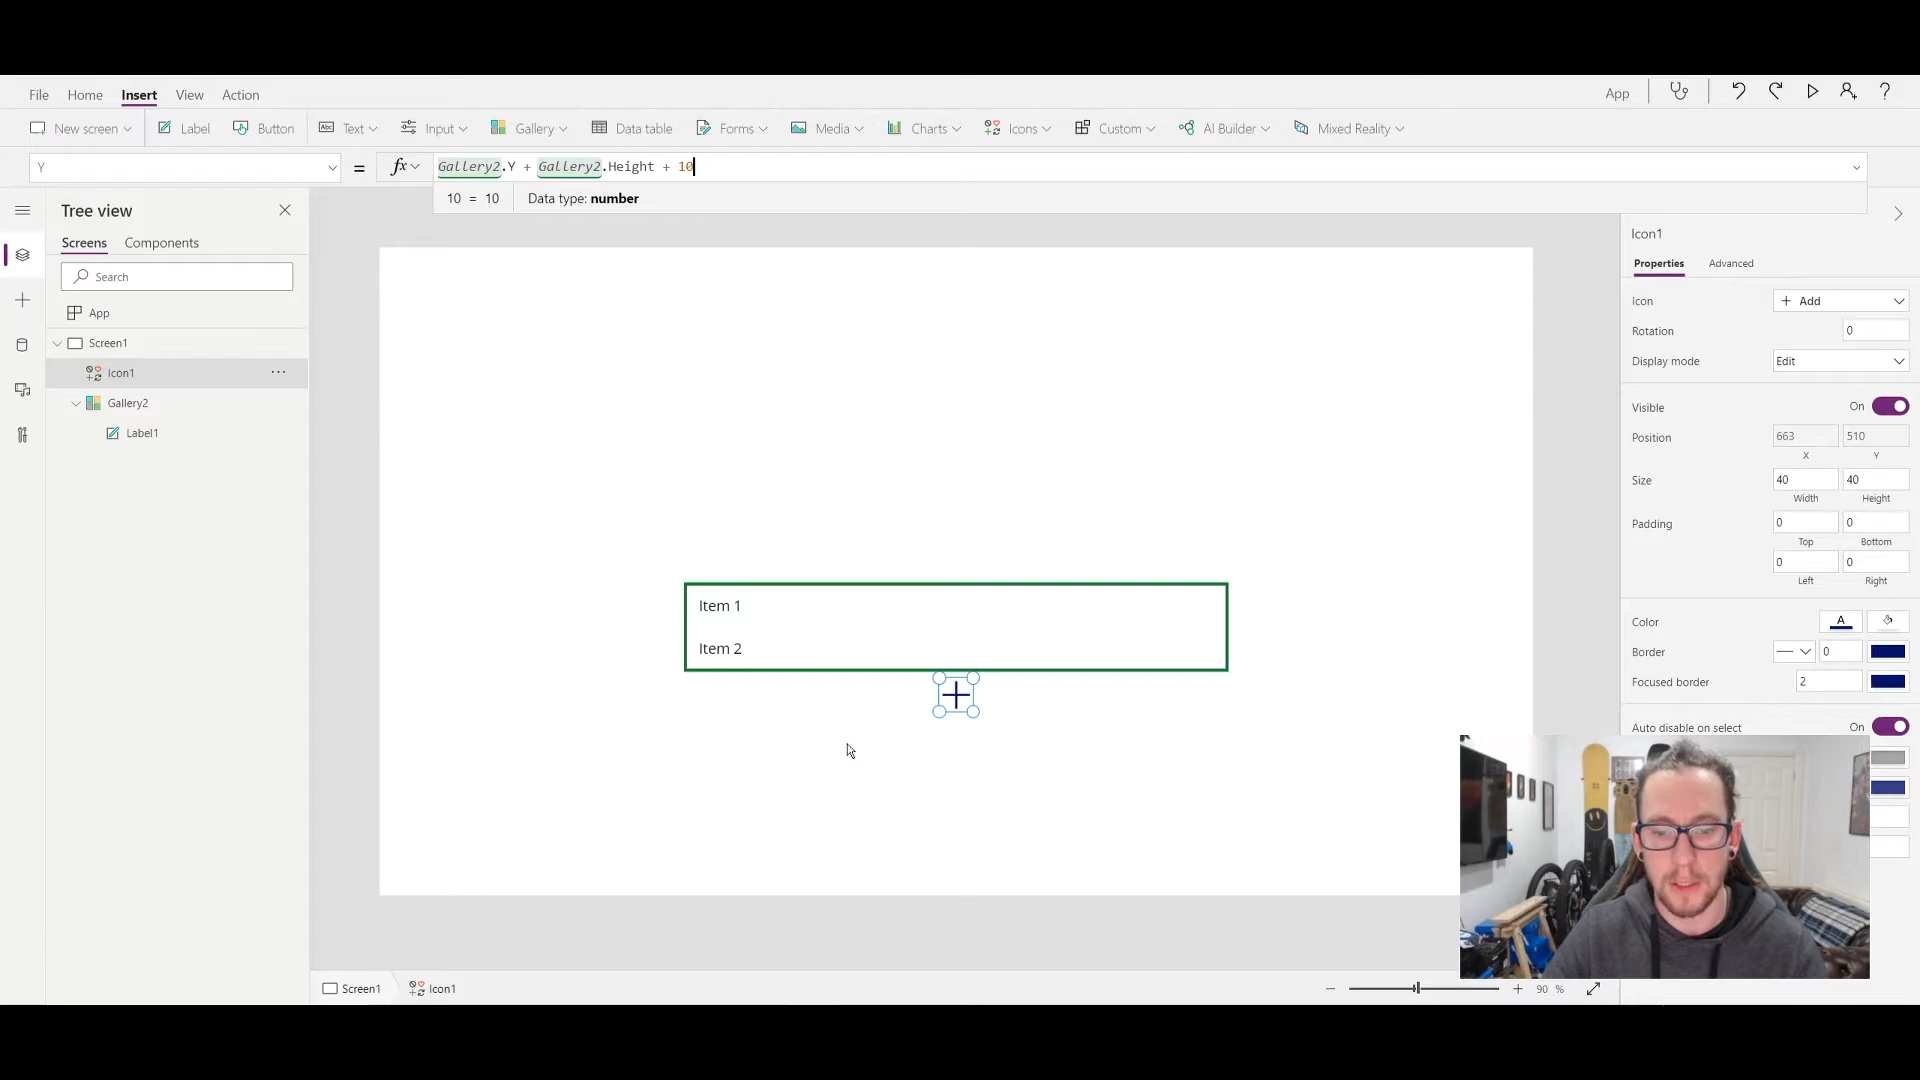 File Home Insert View Action App ?
New screen Label Button Text Input Gallery Data table Forms Media Charts Icons Custom AI Builder Mixed Reality
Y = fx Gallery2.Y + Gallery2.Height + 10
10 = 10 Data type: number
Tree view
Screens Components
Search
App
Screen1
Icon1 ...
Gallery2
Label1
Item 1
Item 2
Icon1
Properties Advanced
Icon + Add
Rotation 0
Display mode Edit
Visible On
Position 663 510
X Y
Size 40 40
Width Height
Padding 0 0
Top Bottom
0 0
Left Right
Color A
Border 0
Focused border 2
Auto disable on select On
Screen1 Icon1 90 %